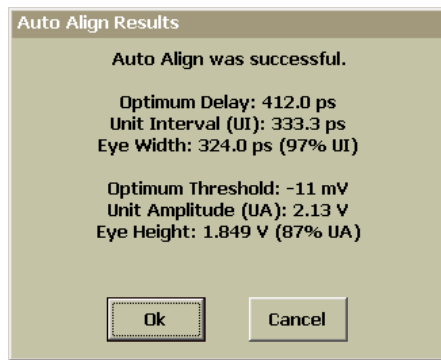 Auto Align Results
Auto Align was successful.
Optimum Delay: 412.0 ps
Unit Interval (UI): 333.3 ps
Eye Width: 324.0 ps (97% UI)
Optimum Threshold: -11 mV
Unit Amplitude (UA): 2.13 V
Eye Height: 1.849 V (87% UA)
Ok
Cancel